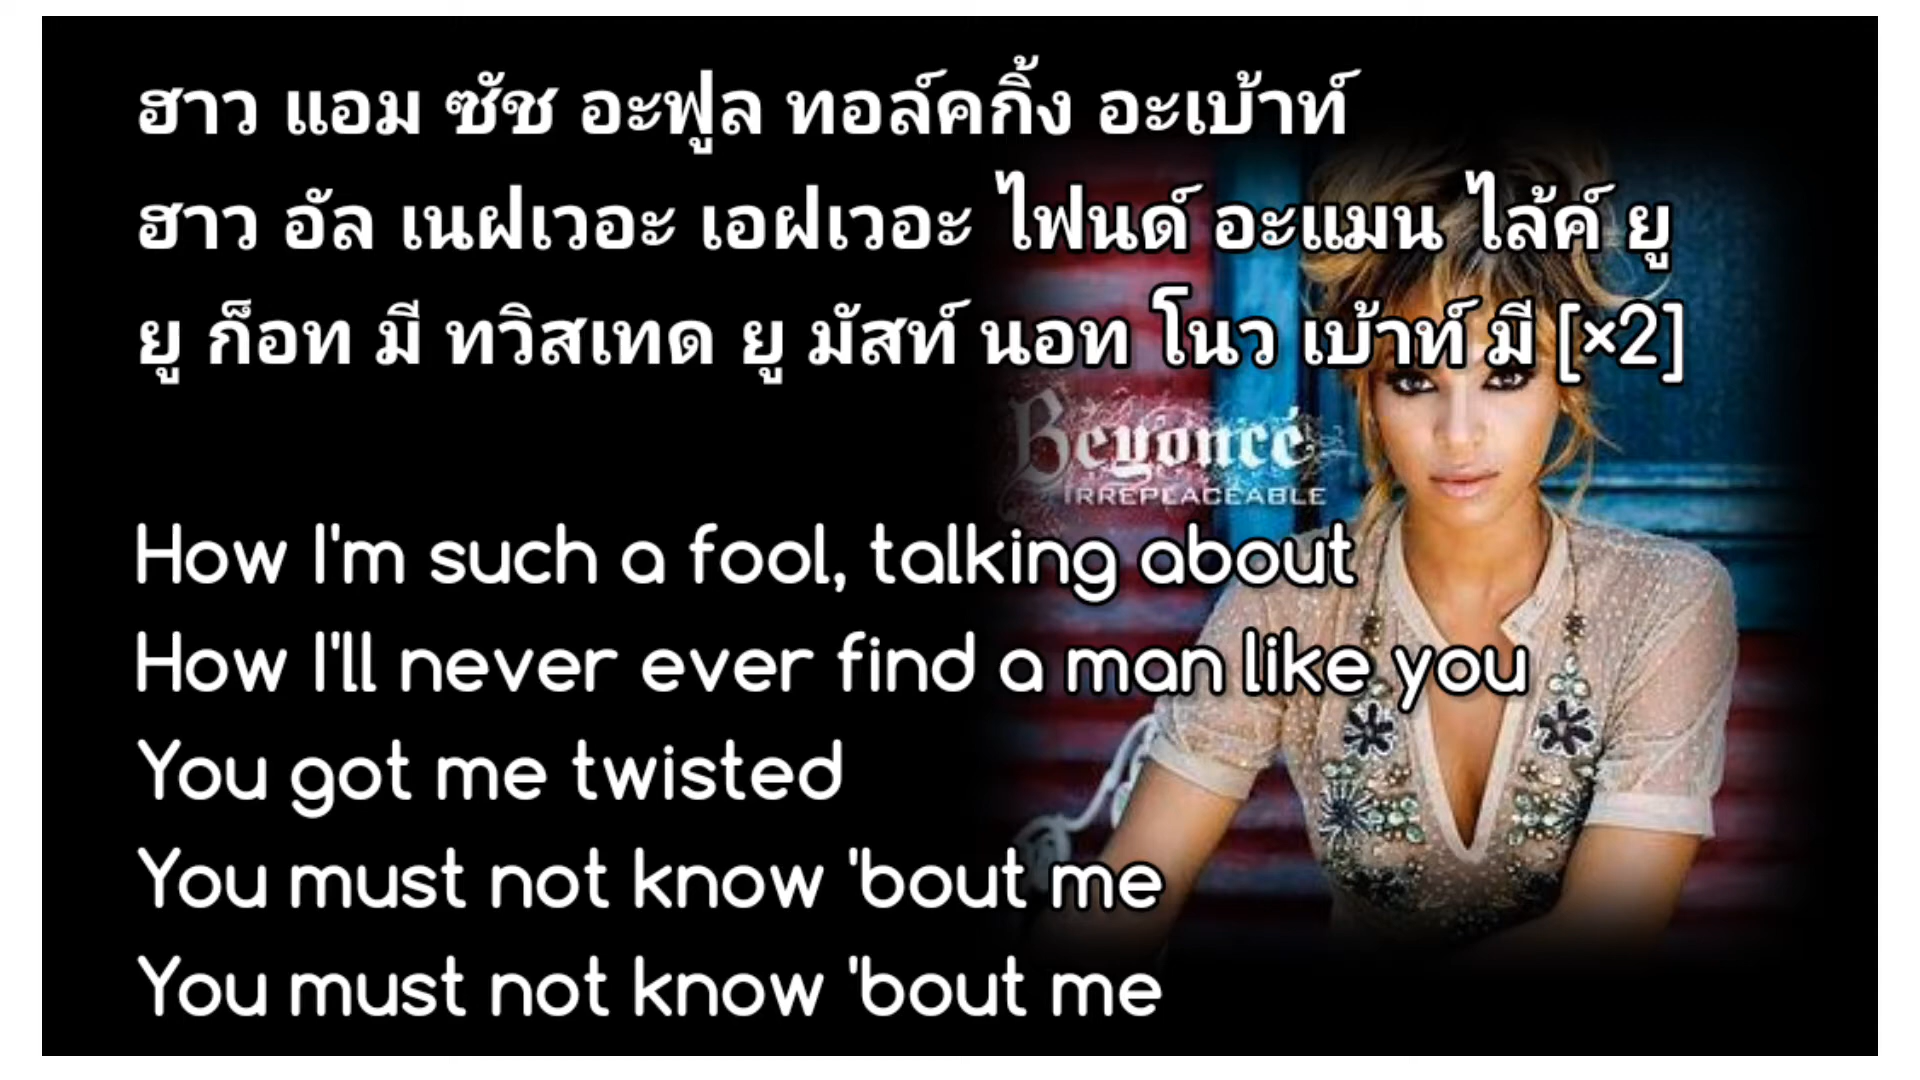 ฮาว แอม ซัช อะฟูล ทอล์คกิ้ง อะเบ้าท์
ฮาว อัล เนฝเวอะ เอฝเวอะ ไฟนด์ อะแมน ไล้ค์ ยู
ยู ก็อท มี ทวิสเทด ยู มัสท์ นอท โนว เบ้าท์ มี [×2]
Beyoncé
IRREPLACEABLE
How I'm such a fool, talking about
How I'll never ever find a man like you
You got me twisted
You must not know 'bout me
You must not know 'bout me